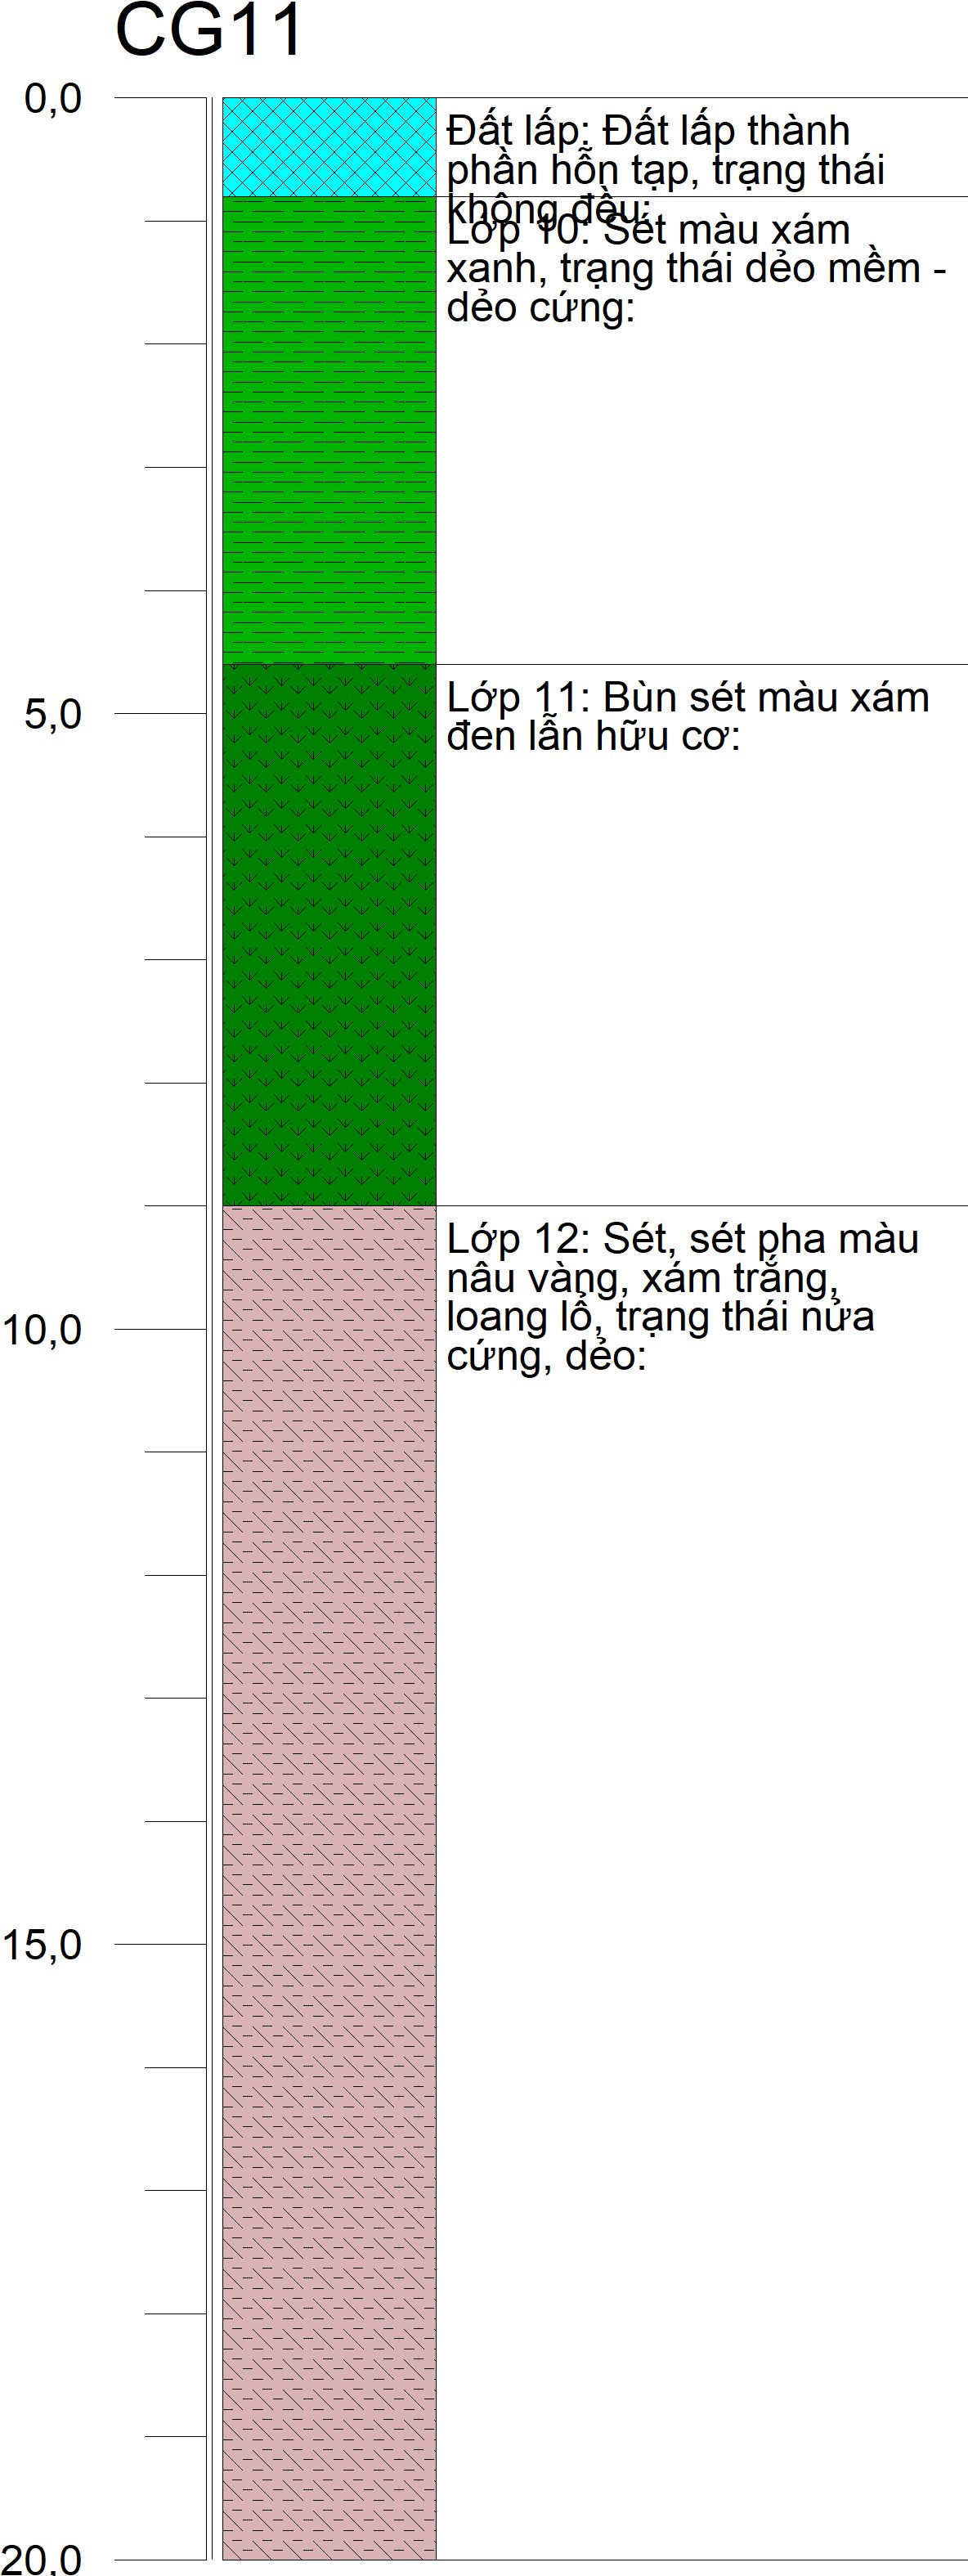 CG11
0,0
Đất lấp: Đất lấp thành
phần hỗn tạp, trạng thái
không đều:
Lớp 10: Sét màu xám
xanh, trạng thái dẻo mềm -
dẻo cứng:
Lớp 11: Bùn sét màu xám
5,0
đen lẫn hữu cơ:
Lớp 12: Sét, sét pha màu
nâu vàng, xám trắng,
loang lổ, trạng thái nửa
10,0
cứng, dẻo:
15,0
20,0